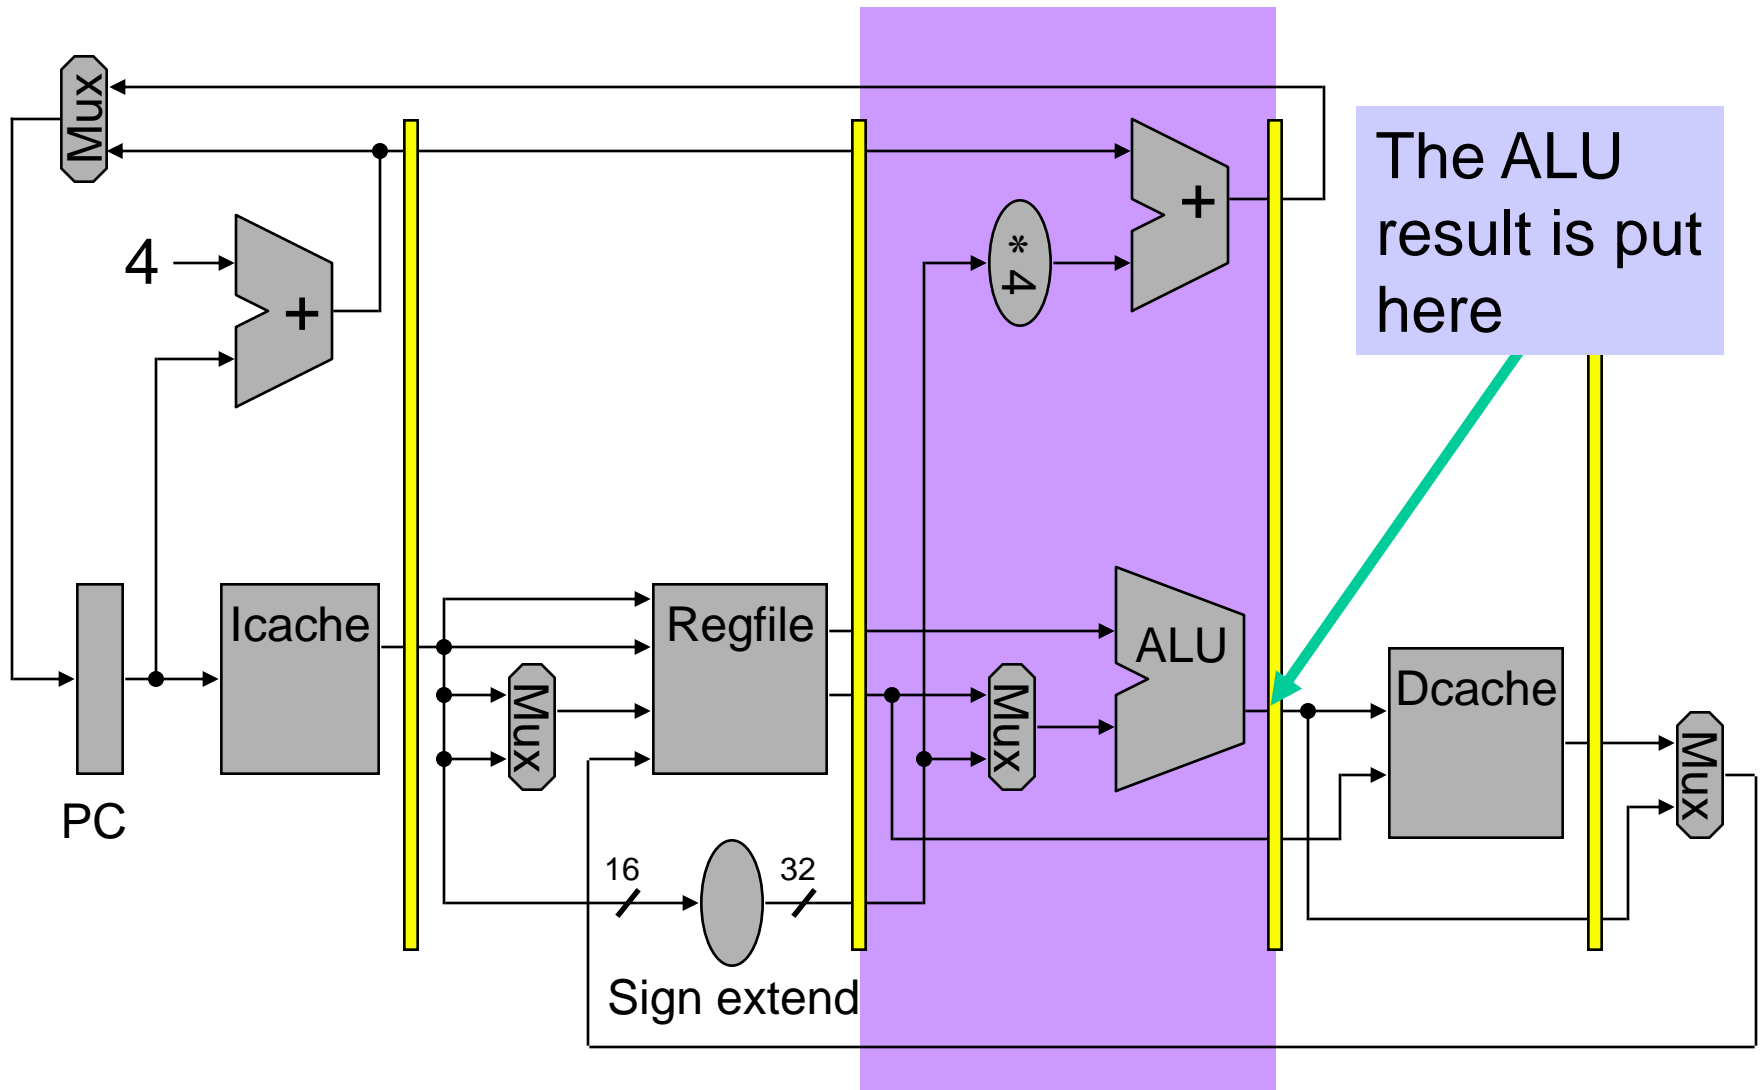 Mux
The ALU
result is put
here
+
4
* 4
+
Icache
Regfile
ALU
Mux
Mux
Dcache
Mux
PC
16
32
Sign extend